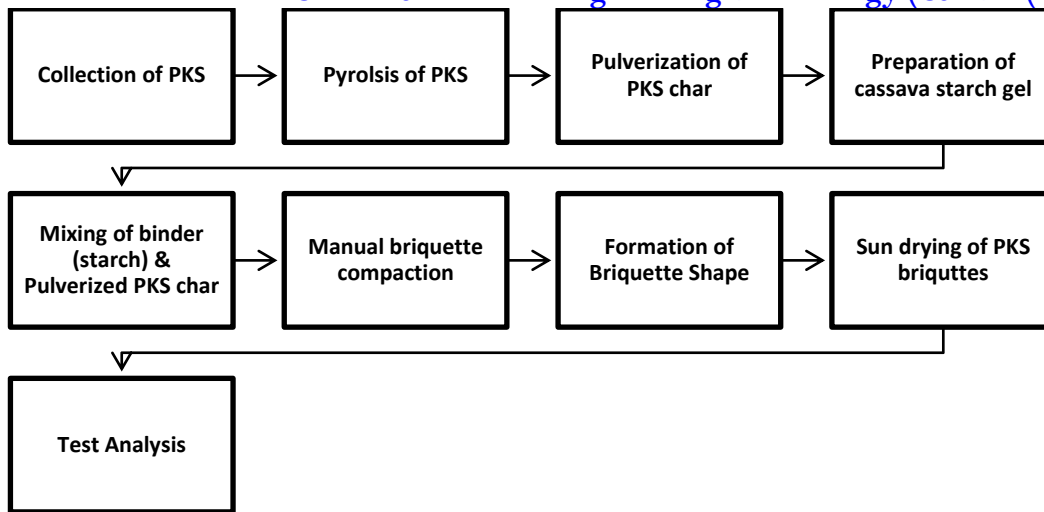 Collection of PKS
Pyrolsis of PKS
Pulverization of
PKS char
Preparation of
cassava starch gel
Mixing of binder
(starch) &
Pulverized PKS char
Manual briquette
compaction
Formation of
Briquette Shape
Sun drying of PKS
briquttes
Test Analysis